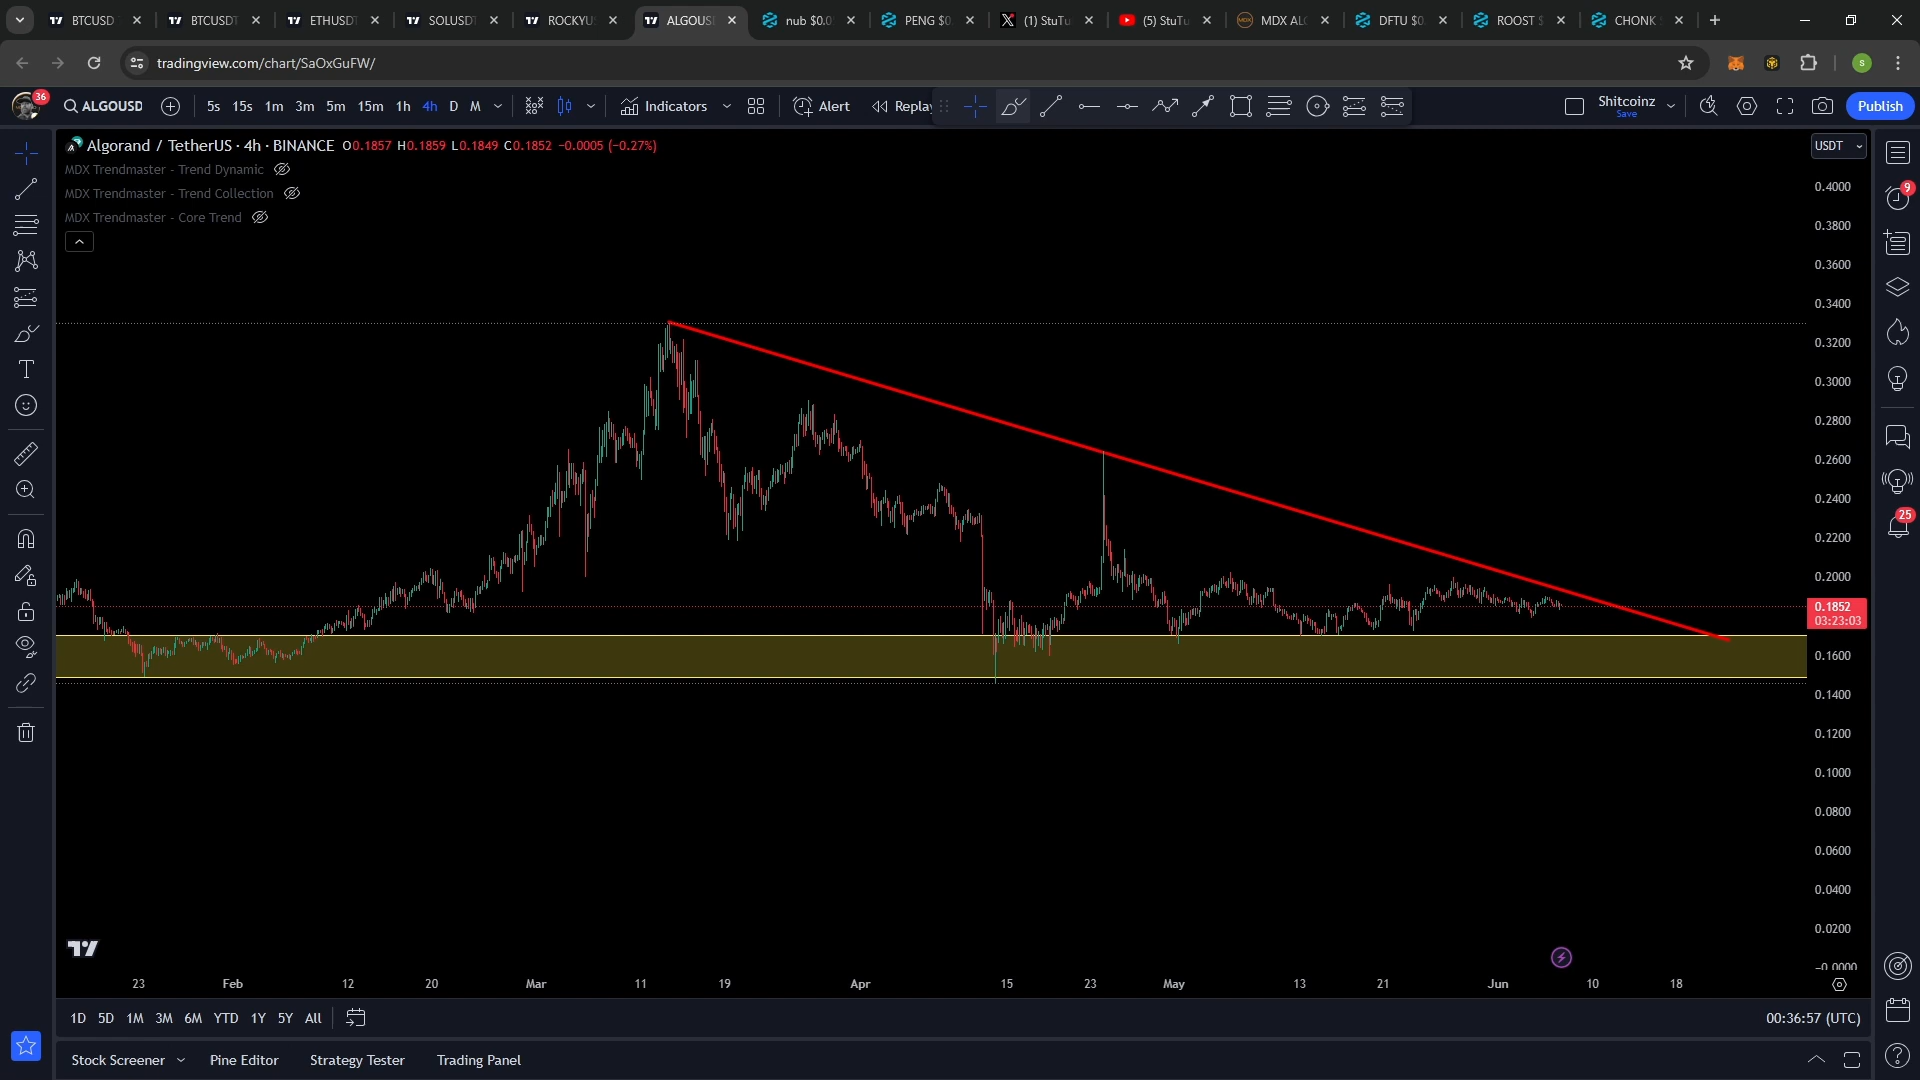 BTCUSD
BTCUSDT
ETHUSDT
SOLUSDT
ROCKYUS
ALGOUS
nub $0.0
PENG $0
(1) StuTu
(5) StuTu
MDX ALG
DFTU $0.
ROOST $
CHONK
tradingview.com/chart/SaOxGuFW/
S
36
ALGOUSD
5s 15s 1m 3m 5m 15m 1h 4h D M
Indicators
Alert
Replay
Shitcoinz
Save
Publish
Algorand / TetherUS · 4h · BINANCE O0.1857 H0.1859 L0.1849 C0.1852 −0.0005 (−0.27%)
USDT
MDX Trendmaster - Trend Dynamic
MDX Trendmaster - Trend Collection
MDX Trendmaster - Core Trend
9
25
0.4000
0.3800
0.3600
0.3400
0.3200
0.3000
0.2800
0.2600
0.2400
0.2200
0.2000
0.1852
03:23:03
0.1600
0.1400
0.1200
0.1000
0.0800
0.0600
0.0400
0.0200
−0.0000
23 Feb 12 20 Mar 11 19 Apr 15 23 May 13 21 Jun 10 18
1D 5D 1M 3M 6M YTD 1Y 5Y All
00:36:57 (UTC)
Stock Screener
Pine Editor
Strategy Tester
Trading Panel